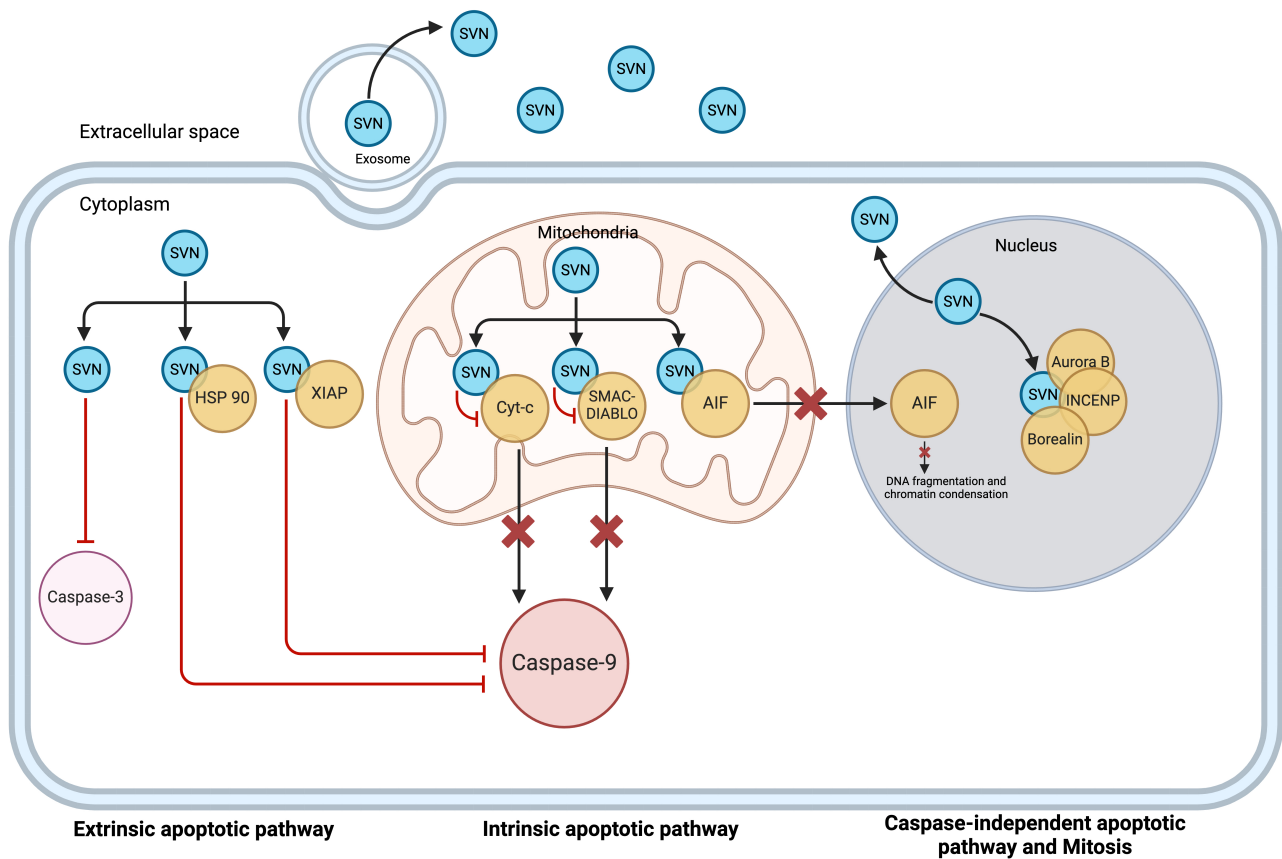 SVN
SVN
SVN
SVN
SVN
Exosome
Extracellular space
Cytoplasm
SVN
SVN
SVN
HSP 90
SVN
XIAP
Caspase-3
Mitochondria
SVN
SVN
Cyt-c
SVN
SMAC-
DIABLO
SVN
AIF
Caspase-9
SVN
Nucleus
SVN
Aurora B
SVN
INCENP
Borealin
AIF
DNA fragmentation and
chromatin condensation
Extrinsic apoptotic pathway
Intrinsic apoptotic pathway
Caspase-independent apoptotic
pathway and Mitosis